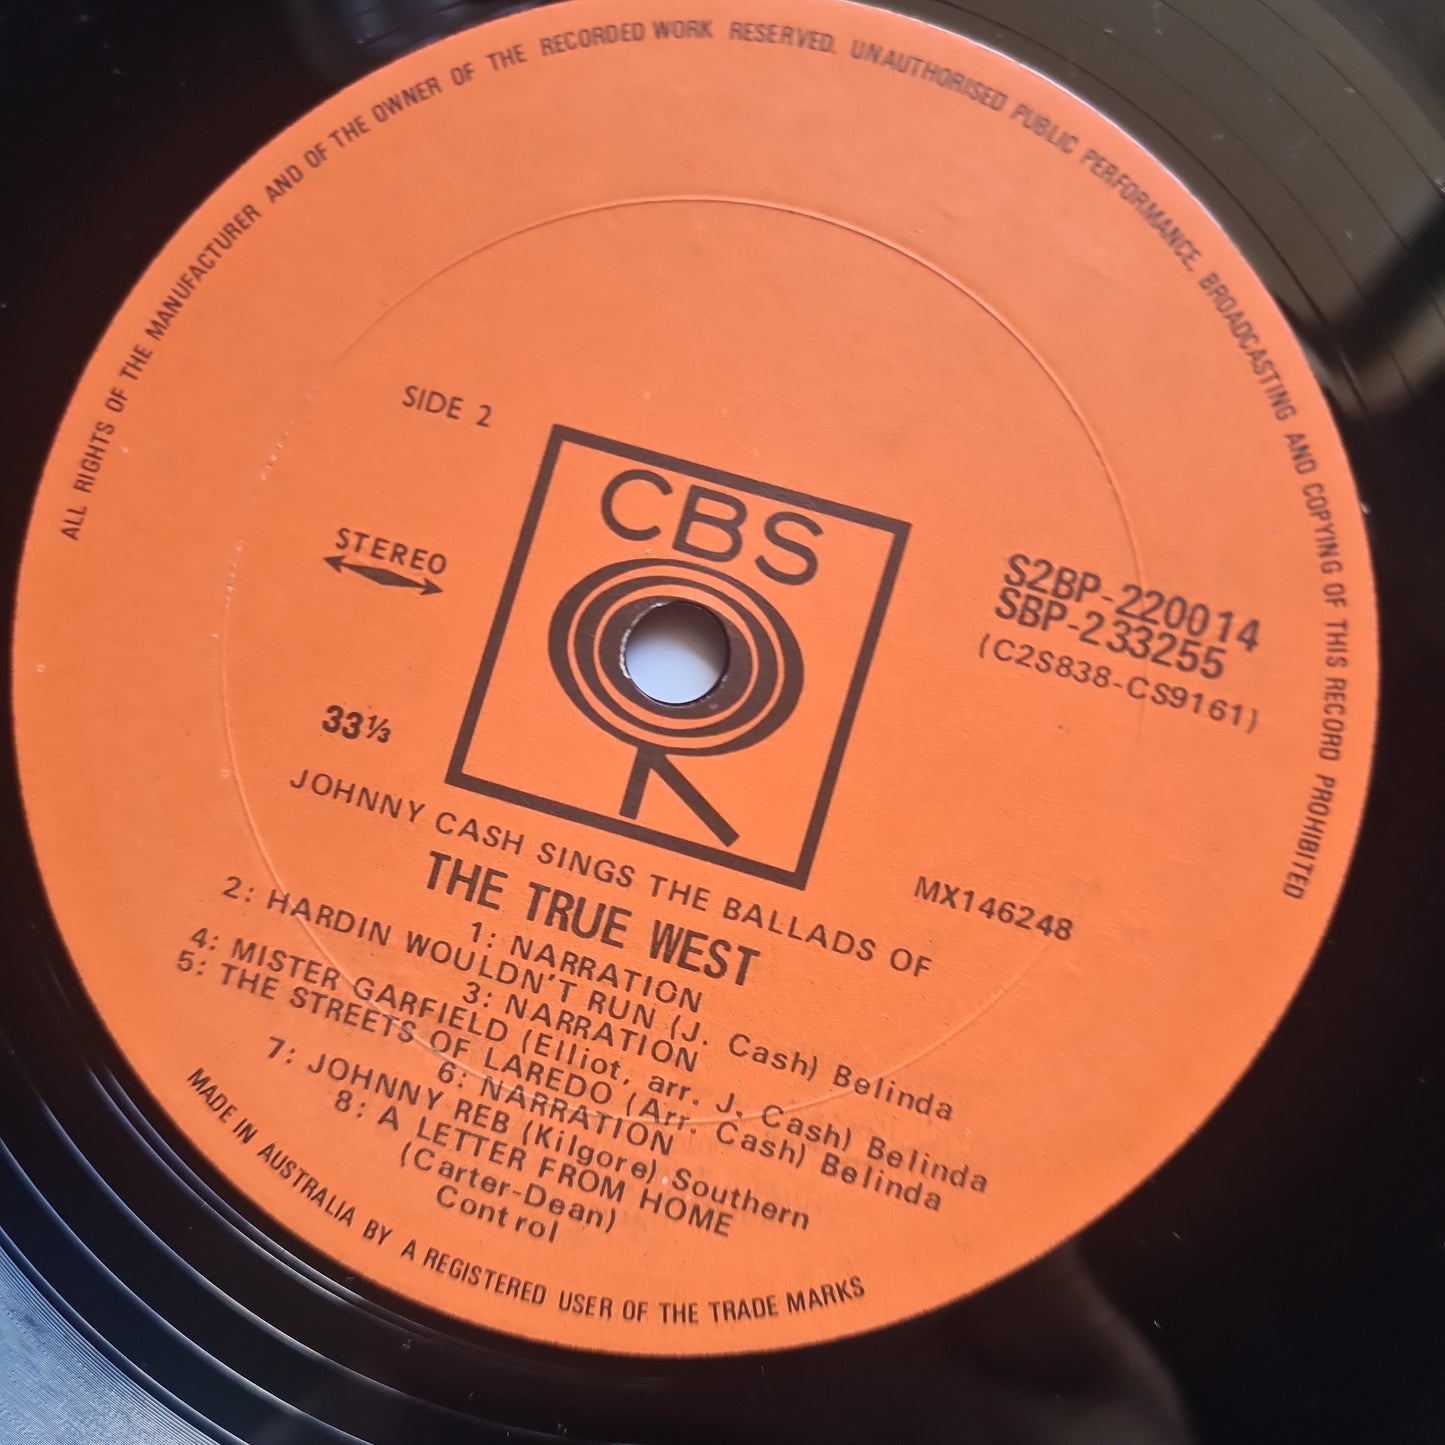 ALL RIGHTS OF THE MANUFACTURER AND OF THE OWNER OF THE RECORDED WORK RESERVED. UNAUTHORISED PUBLIC PERFORMANCE, BROADCASTING AND COPYING OF THIS RECORD PROHIBITED
SIDE 2
CBS
STEREO
S2BP-220014
SBP-233255
(C2S838-CS9161)
33⅓
MX146248
JOHNNY CASH SINGS THE BALLADS OF
THE TRUE WEST
1: NARRATION
2: HARDIN WOULDN'T RUN (J. Cash) Belinda
3: NARRATION
4: MISTER GARFIELD (Elliot, arr. J. Cash) Belinda
5: THE STREETS OF LAREDO (Arr. Cash) Belinda
6: NARRATION
7: JOHNNY REB (Kilgore) Southern
8: A LETTER FROM HOME
(Carter-Dean)
Control
MADE IN AUSTRALIA BY A REGISTERED USER OF THE TRADE MARKS